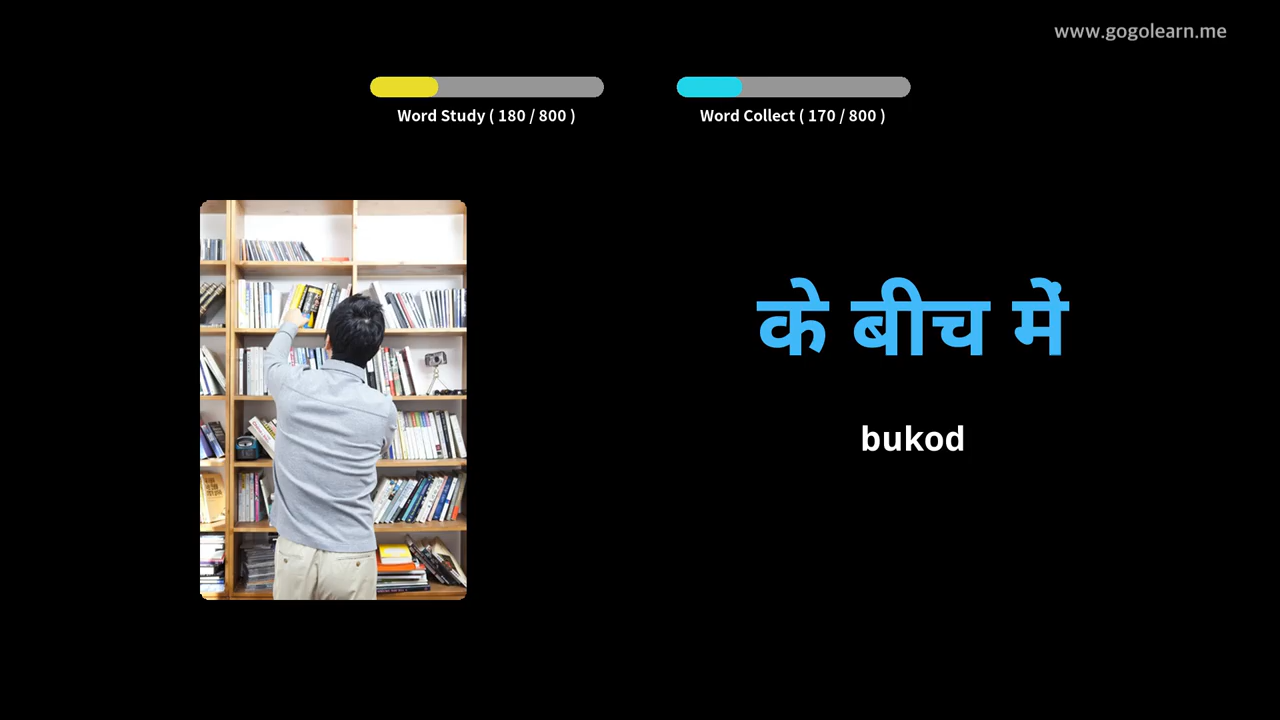 www.gogolearn.me
Word Study ( 180 / 800 )
Word Collect ( 170 / 800 )
के बीच में
bukod